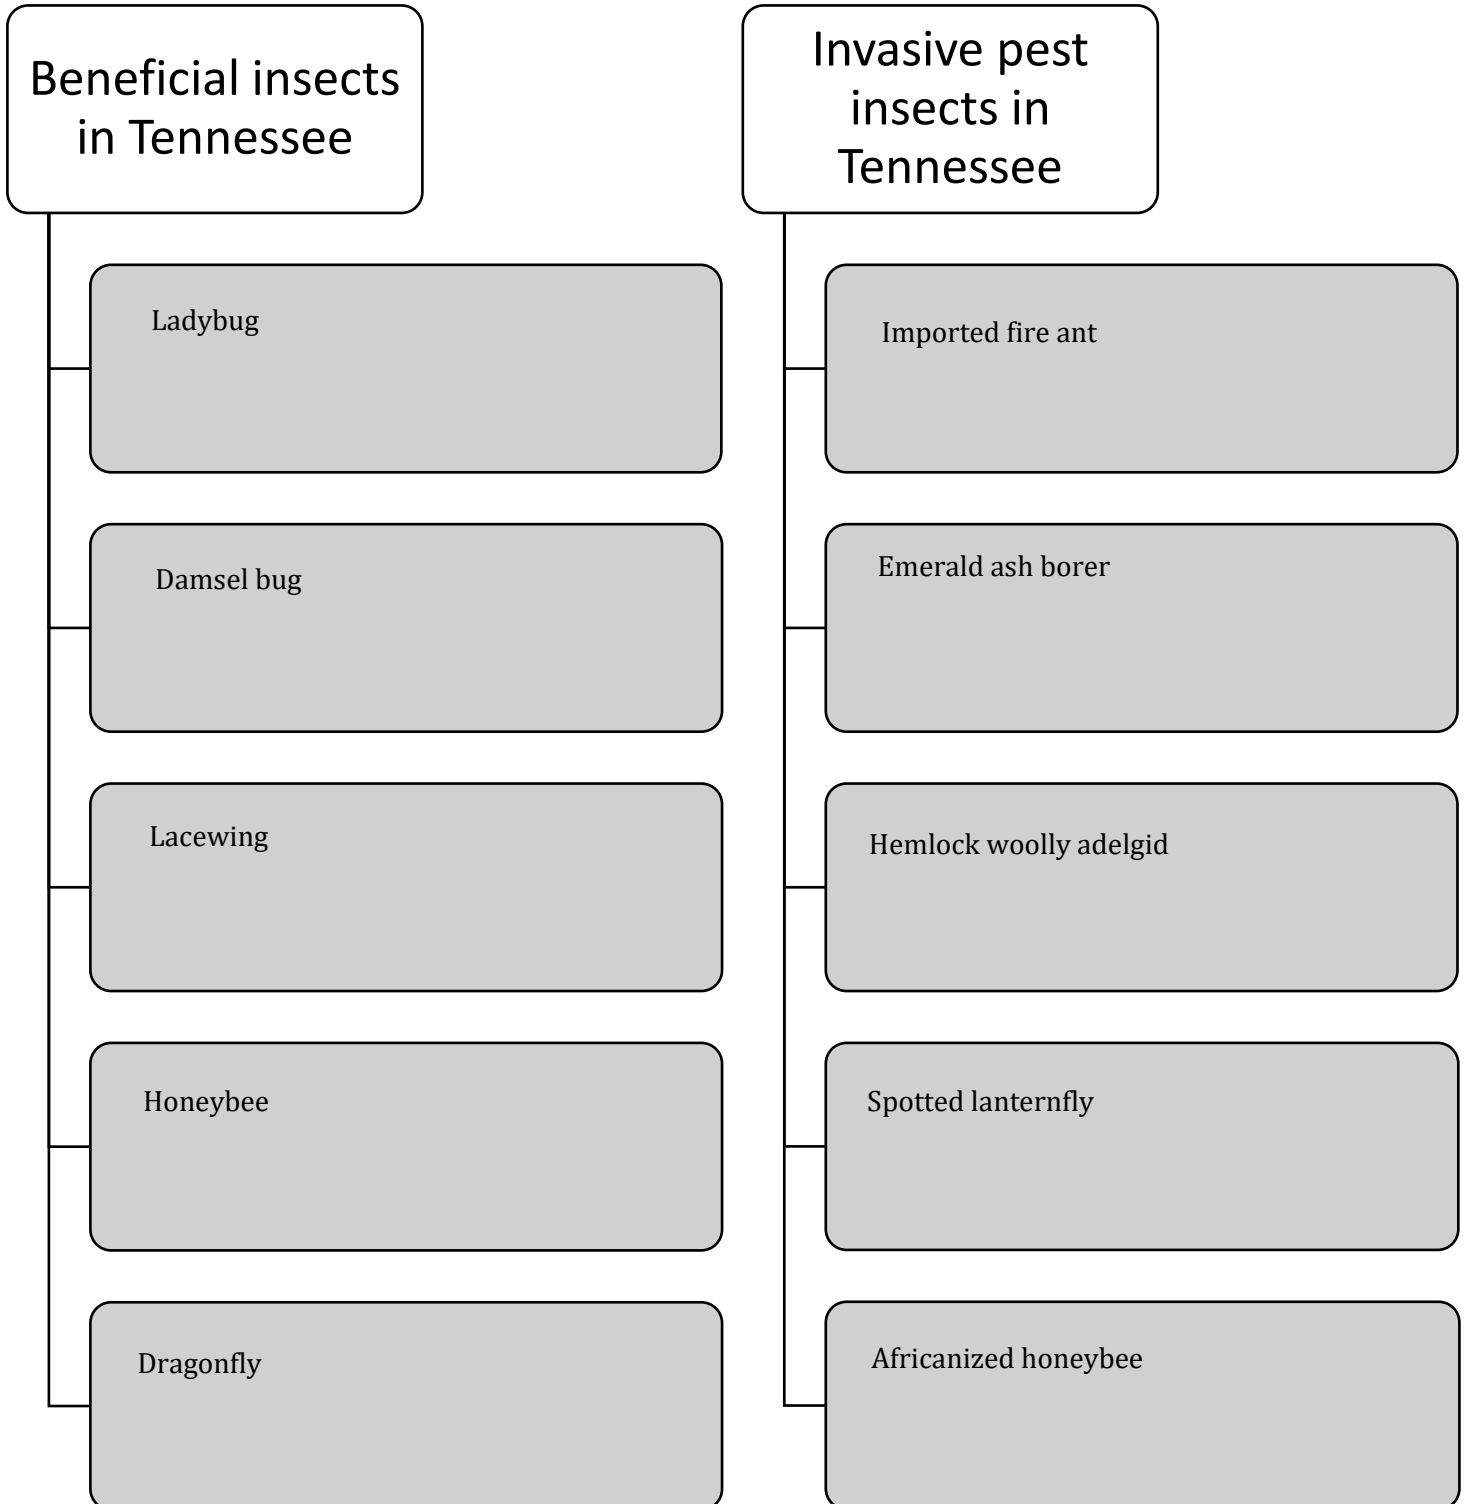 Beneficial insects
in Tennessee
Ladybug
Damsel bug
Lacewing
Honeybee
Dragonfly
Invasive pest
insects in
Tennessee
Imported fire ant
Emerald ash borer
Hemlock woolly adelgid
Spotted lanternfly
Africanized honeybee